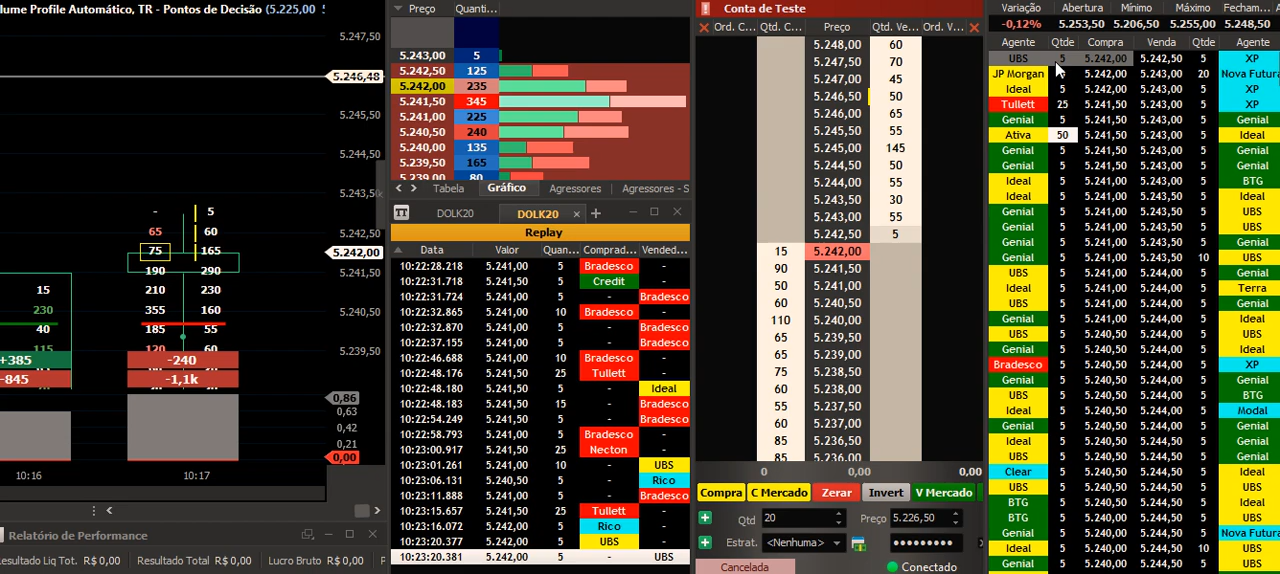 olume Profile Automático, TR - Pontos de Decisão (5.225,00 5
5.247,50
5.246,48
5.245,50
5.244,50
5.243,50
5.242,50
5.242,00
5.241,50
5.240,50
5.239,50
- 5
65 60
75 165
190 290
210 230
355 160
185 55
120 60
15
230
40
115
+385
-845
-240
-1,1k
0,86
0,63
0,42
0,21
0,00
10:16 10:17
Relatório de Performance
Resultado Liq Tot. R$ 0,00 Resultado Total R$ 0,00 Lucro Bruto R$ 0,00
Preço Quanti...
5.243,00 5
5.242,50 125
5.242,00 235
5.241,50 345
5.241,00 225
5.240,50 240
5.240,00 135
5.239,50 165
5.239,00 80
Tabela Gráfico Agressores Agressores - S
DOLK20 DOLK20
Replay
Data Valor Quan... Comprad... Vended...
10:22:28.218 5.241,00 5 Bradesco -
10:22:31.718 5.241,50 5 Credit -
10:22:31.724 5.241,00 5 - Bradesco
10:22:32.865 5.241,00 10 Bradesco -
10:22:32.870 5.241,00 5 - Bradesco
10:22:37.155 5.241,50 5 - Bradesco
10:22:46.688 5.241,00 10 Bradesco -
10:22:48.176 5.241,50 25 Tullett -
10:22:48.180 5.241,50 5 - Ideal
10:22:48.183 5.241,50 15 - Bradesco
10:22:54.249 5.241,50 5 - Bradesco
10:22:58.793 5.241,00 5 Bradesco -
10:23:00.917 5.241,50 25 Necton -
10:23:01.261 5.241,00 10 - UBS
10:23:06.131 5.240,50 5 - Rico
10:23:11.888 5.241,00 5 - Bradesco
10:23:15.657 5.241,50 25 Tullett -
10:23:16.072 5.242,00 5 Rico -
10:23:16.072 5.242,00 5 UBS -
10:23:20.381 5.242,00 5 - UBS
Conta de Teste
Ord. C... Qtd. C... Preço Qtd. Ve... Ord. V...
5.248,00 60
5.247,50 70
5.247,00 45
5.246,50 50
5.246,00 65
5.245,50 55
5.245,00 145
5.244,50 50
5.244,00 55
5.243,50 30
5.243,00 55
5.242,50 5
15 5.242,00
90 5.241,50
50 5.241,00
60 5.240,50
110 5.240,00
65 5.239,50
65 5.239,00
75 5.238,50
60 5.238,00
55 5.237,50
60 5.237,00
85 5.236,50
85 5.236,00
0 0,00 0,00
Compra C Mercado Zerar Invert V Mercado
Qtd 20 Preço 5.226,50
Estrat. <Nenhuma>
Cancelada Conectado
Variação Abertura Mínimo Máximo Fecham...
-0,12% 5.253,50 5.206,50 5.255,00 5.248,50
Agente Qtde Compra Venda Qtde Agente
UBS 5 5.242,00 5.242,50 5 XP
JP Morgan 5.242,00 5.243,00 20 Nova Futura
Ideal 5 5.242,00 5.243,00 5 XP
Tullett 25 5.241,50 5.243,00 5 XP
Genial 5 5.241,50 5.243,00 5 Genial
Ativa 50 5.241,50 5.243,00 5 Ideal
Genial 5 5.241,50 5.243,00 5 Genial
Genial 5 5.241,50 5.243,00 5 BTG
Ideal 5 5.241,00 5.243,00 5 Ideal
Genial 5 5.241,00 5.243,50 5 UBS
Genial 5 5.241,00 5.243,50 5 Genial
Genial 5 5.241,00 5.243,50 5 UBS
Genial 5 5.241,00 5.243,50 5 Genial
Genial 5 5.241,00 5.243,50 10 UBS
UBS 5 5.241,00 5.244,00 5 Genial
Ideal 5 5.241,00 5.244,00 5 Terra
UBS 5 5.241,00 5.244,00 5 UBS
Genial 5 5.240,50 5.244,00 5 Ideal
UBS 5 5.240,50 5.244,00 5 Genial
Genial 5 5.240,50 5.244,00 5 Ideal
Bradesco 5 5.240,50 5.244,00 5 XP
Genial 5 5.240,50 5.244,00 5 Genial
UBS 5 5.240,50 5.244,00 5 BTG
Ideal 5 5.240,50 5.244,00 5 Modal
Genial 5 5.240,50 5.244,00 5 Genial
UBS 5 5.240,50 5.244,00 5 Genial
UBS 5 5.240,50 5.244,00 5 Genial
Clear 5 5.240,50 5.244,00 5 Ideal
UBS 5 5.240,50 5.244,50 5 Genial
BTG 5 5.240,00 5.244,50 5 Ideal
BTG 5 5.240,00 5.244,50 5 Genial
Genial 5 5.240,00 5.244,50 5 Nova Futura
Ideal 5 5.240,00 5.244,50 10 UBS
Genial 5 5.240,00 5.244,50 5 Ideal